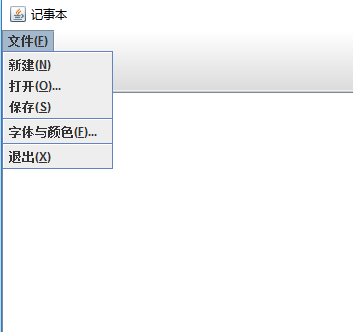 记事本
文件(F)
新建(N)
打开(O)...
保存(S)
字体与颜色(F)...
退出(X)